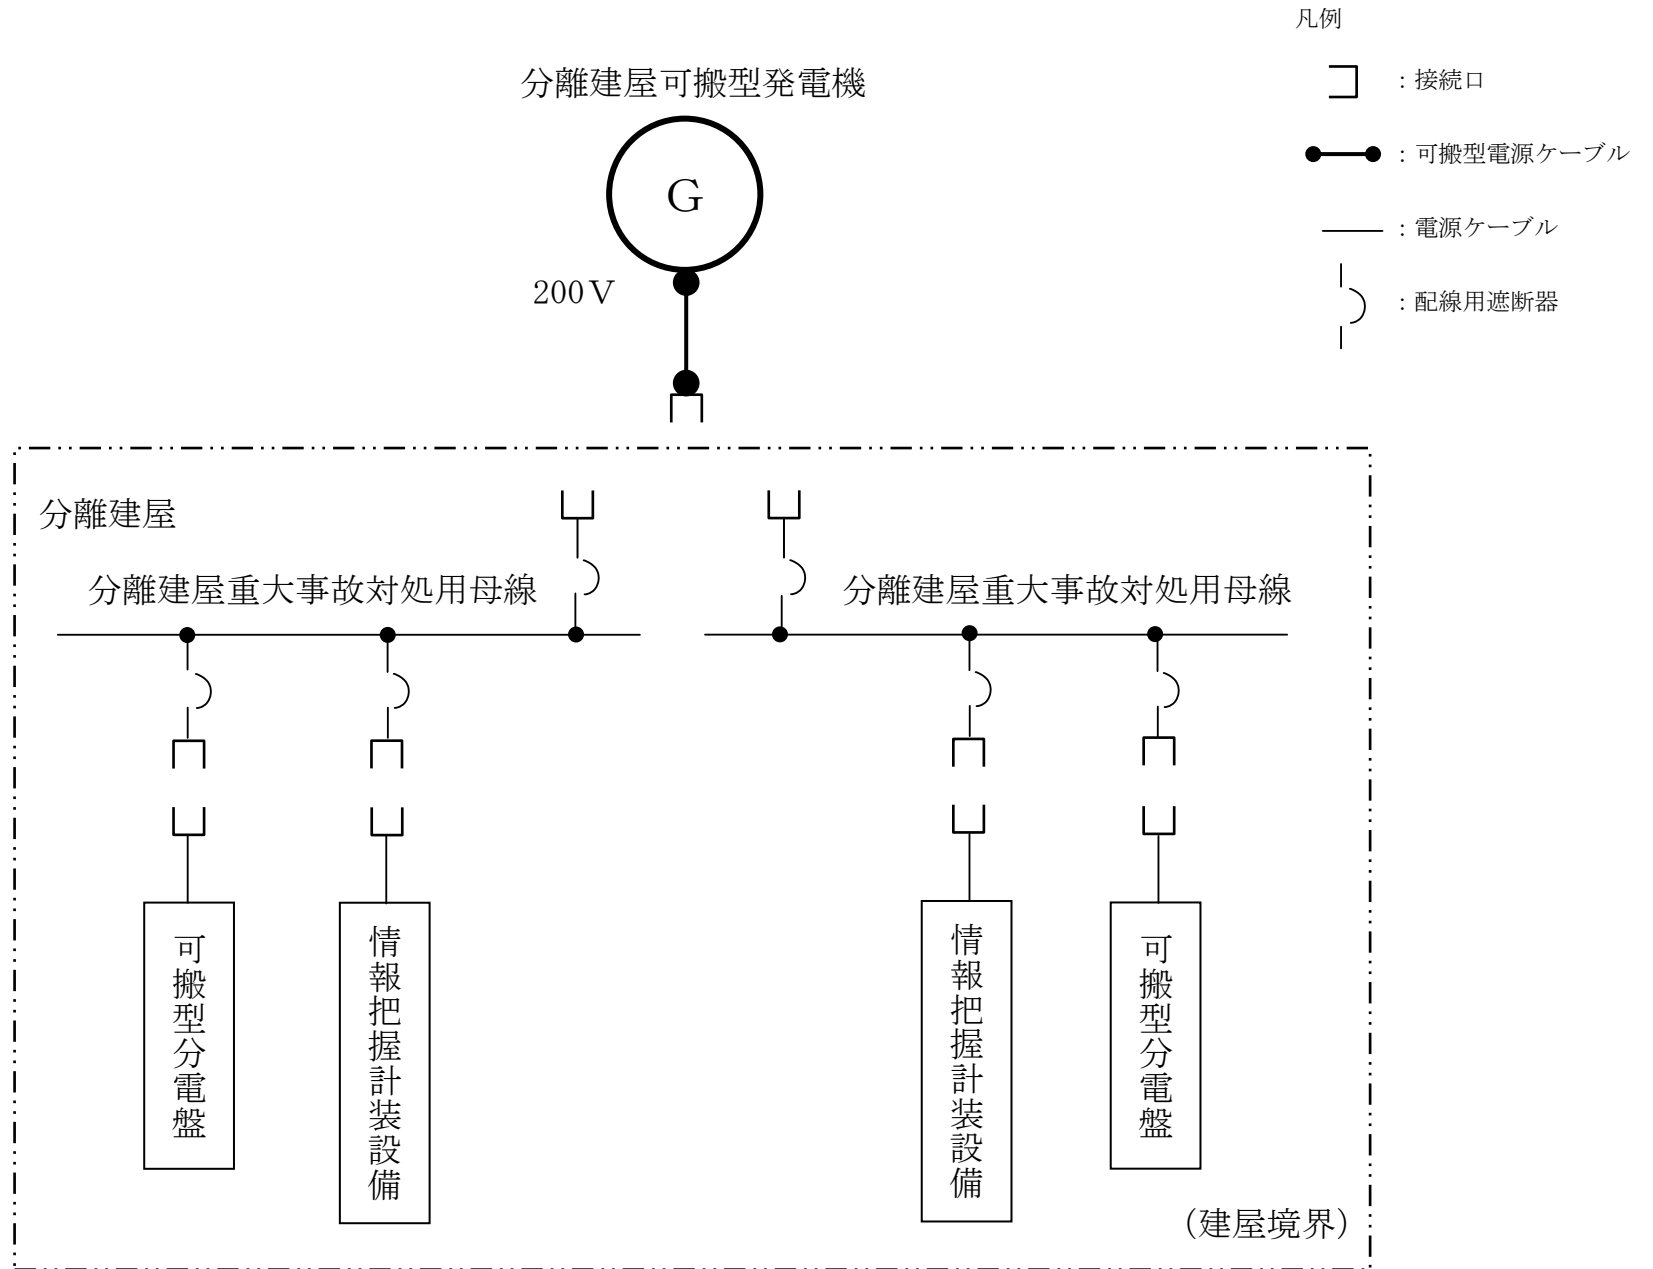 凡例
：接続口
：可搬型電源ケーブル
：電源ケーブル
：配線用遮断器
分離建屋可搬型発電機
G
200V
分離建屋
分離建屋重大事故対処用母線
分離建屋重大事故対処用母線
可搬型分電盤
情報把握計装設備
情報把握計装設備
可搬型分電盤
（建屋境界）